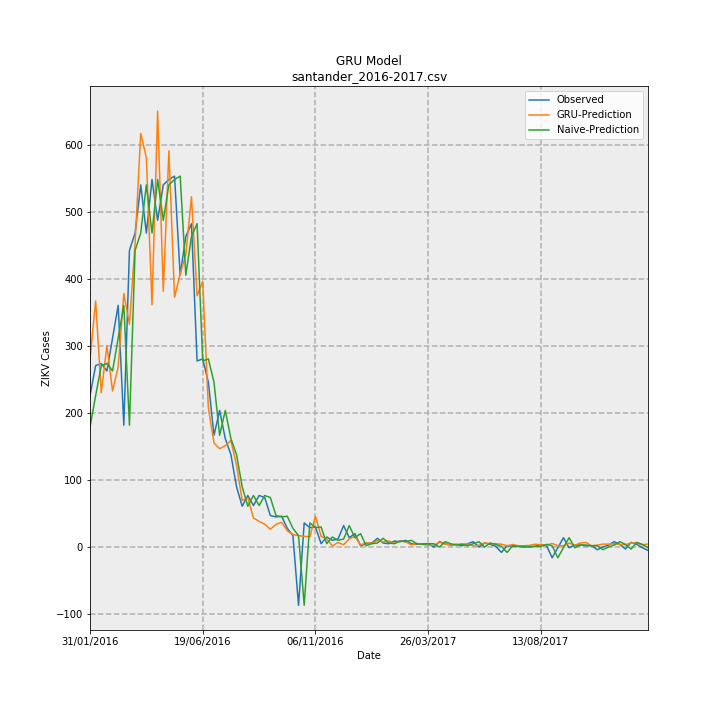 GRU Model
santander_2016-2017.csv
Observed
GRU-Prediction
Naive-Prediction
600
500
400
300
200
100
0
−100
ZIKV Cases
31/01/2016
19/06/2016
06/11/2016
26/03/2017
13/08/2017
Date